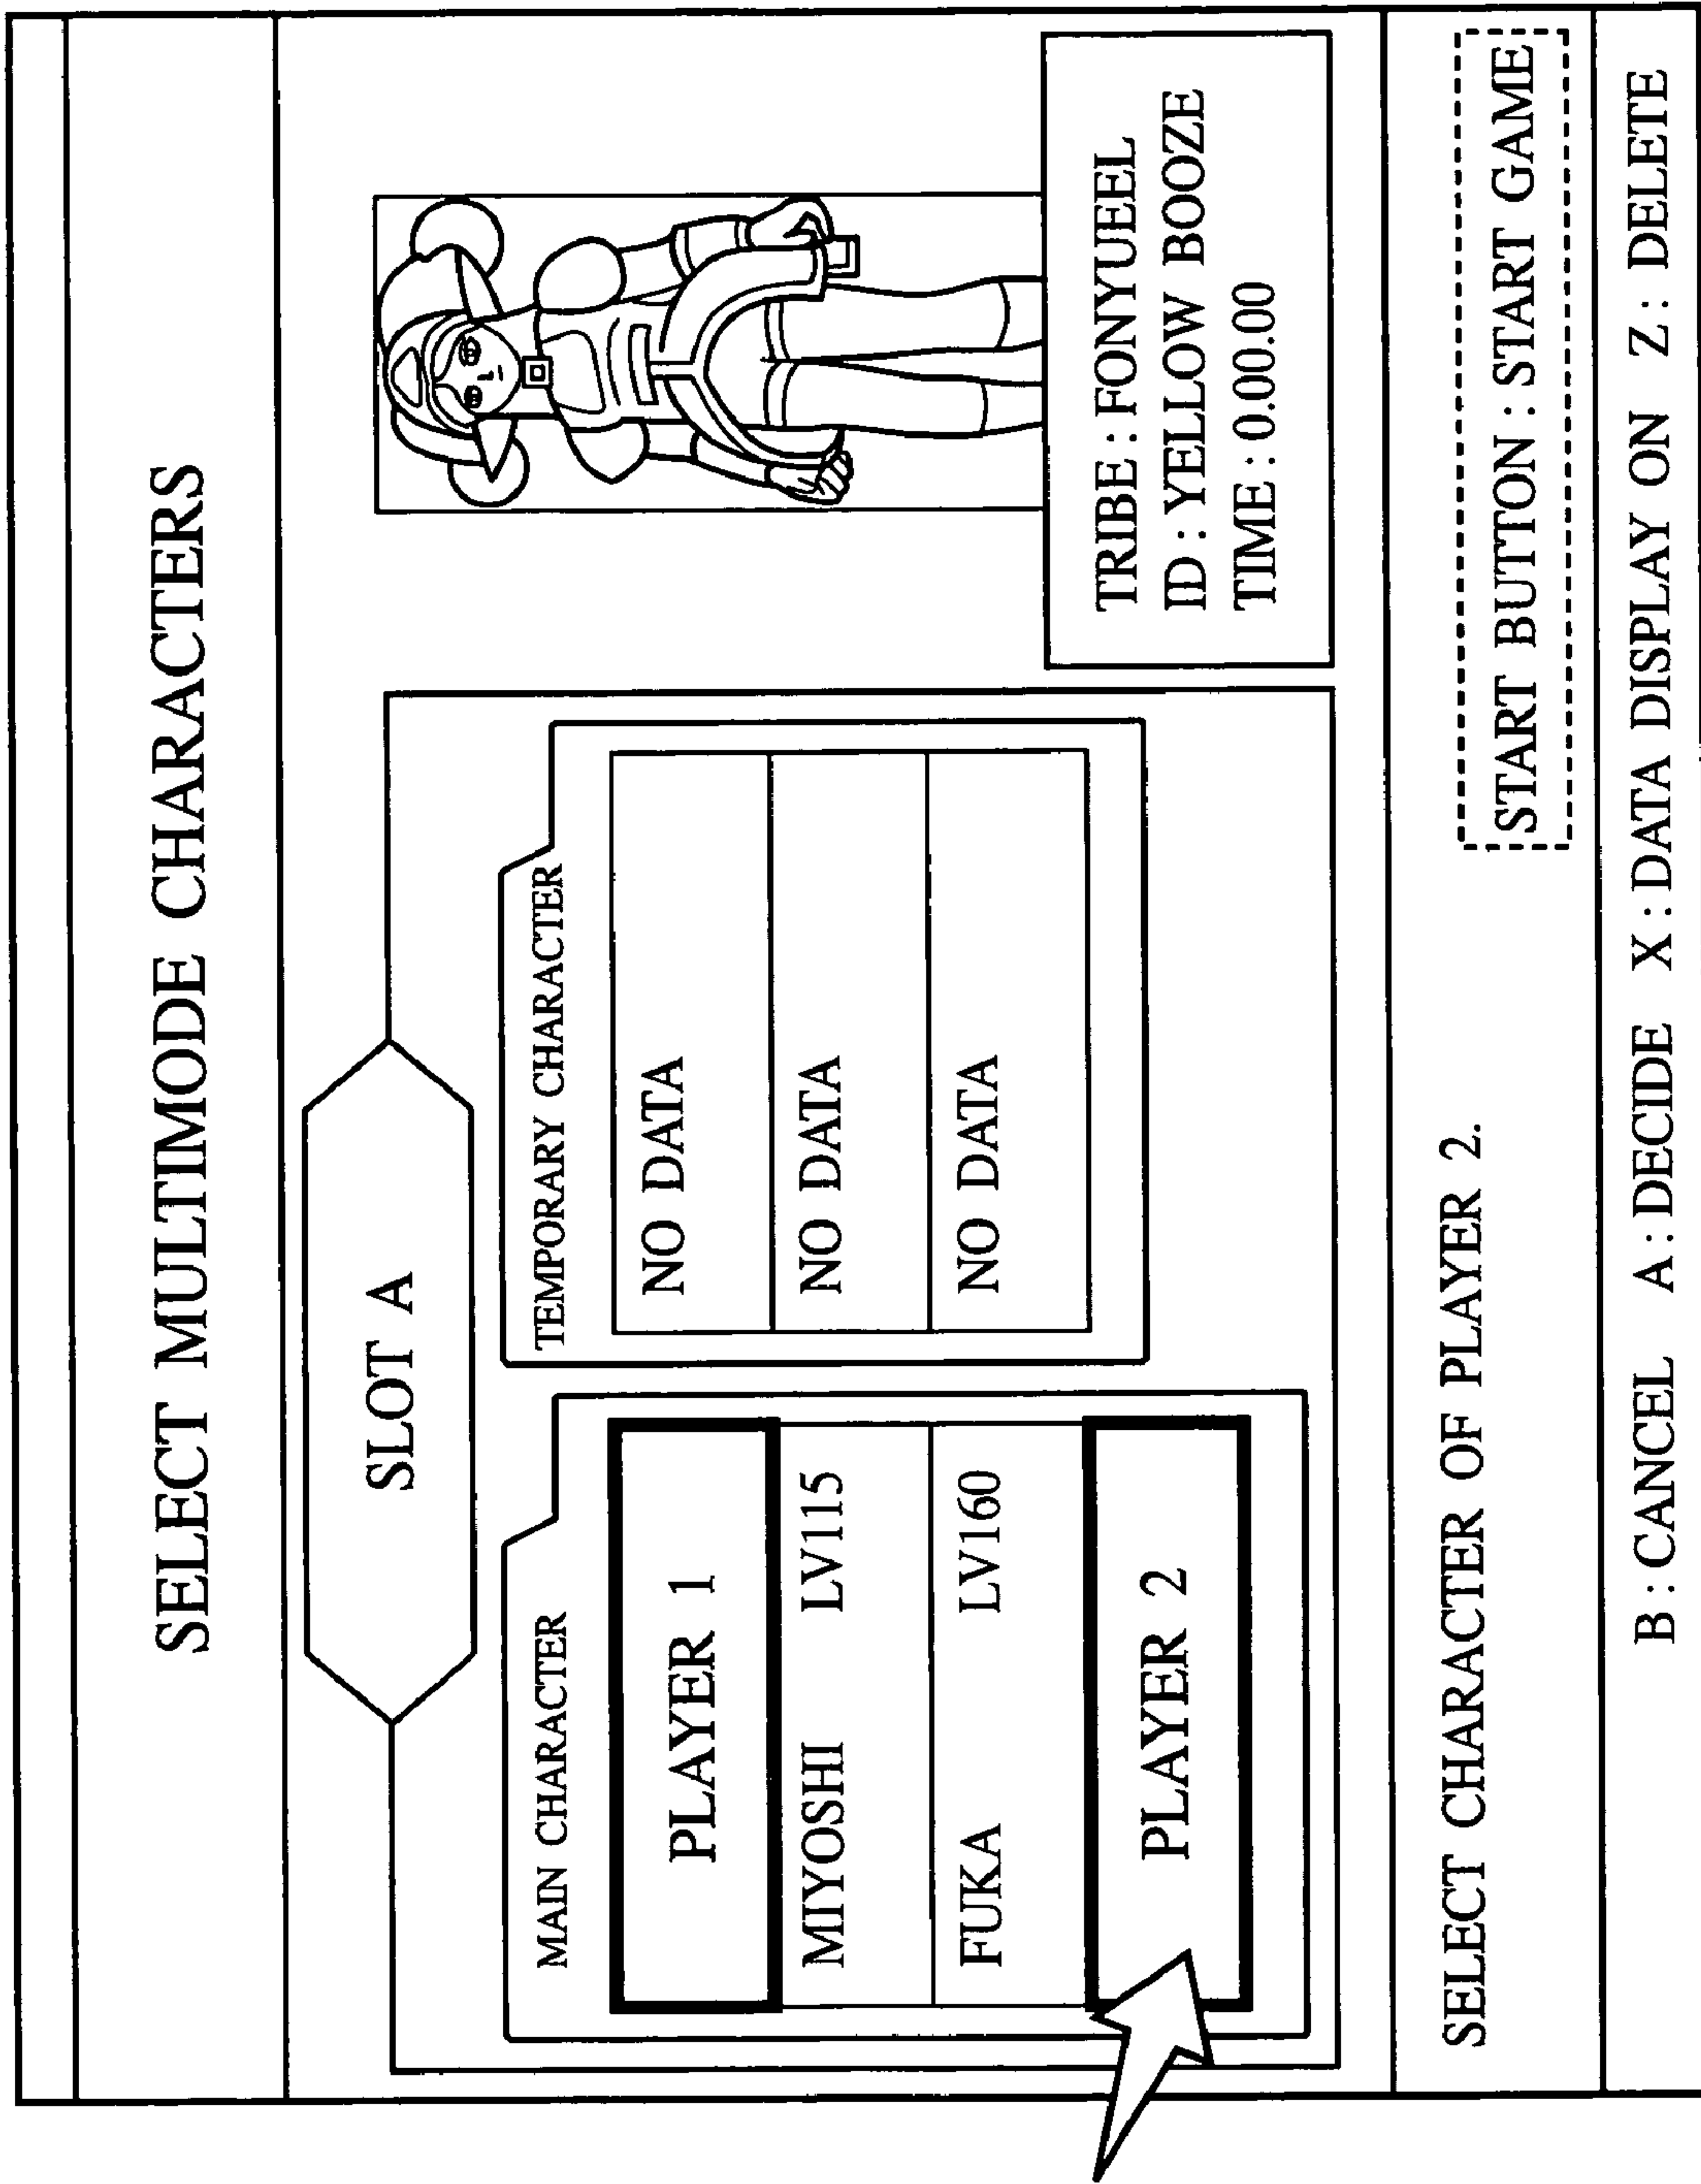 SELECT MULTIMODE CHARACTERS
SLOT A
MAIN CHARACTER
PLAYER 1
MIYOSHI LV115
FUKA LV160
PLAYER 2
TEMPORARY CHARACTER
NO DATA
NO DATA
NO DATA
TRIBE : FONYUEEL
ID : YELLOW BOOZE
TIME : 0.00.00
SELECT CHARACTER OF PLAYER 2.
START BUTTON : START GAME
B : CANCEL A : DECIDE X : DATA DISPLAY ON Z : DELETE